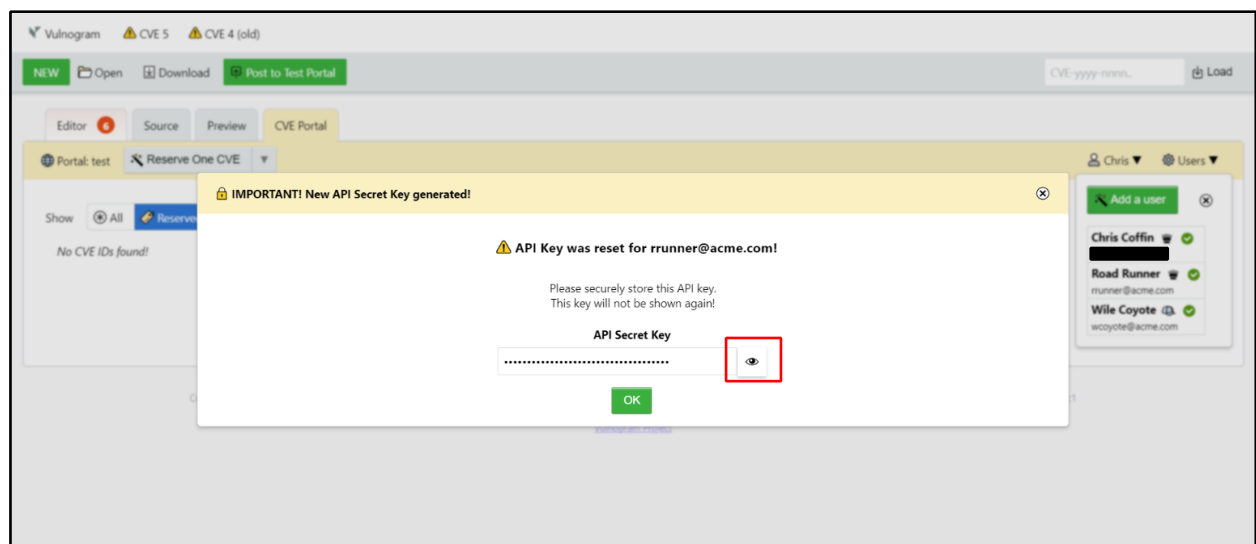 Vulnogram CVE 5 CVE 4 (old)
NEW Open Download Post to Test Portal CVE-yyyy-nnnn.. Load
Editor 6 Source Preview CVE Portal
Portal: test Reserve One CVE Chris Users
IMPORTANT! New API Secret Key generated!
Add a user
Show All Reserve
No CVE IDs found!
API Key was reset for rrunner@acme.com!
Chris Coffin
Please securely store this API key.
This key will not be shown again!
Road Runner
rrunner@acme.com
API Secret Key
Wile Coyote
wcoyote@acme.com
OK
Vulnogram Project